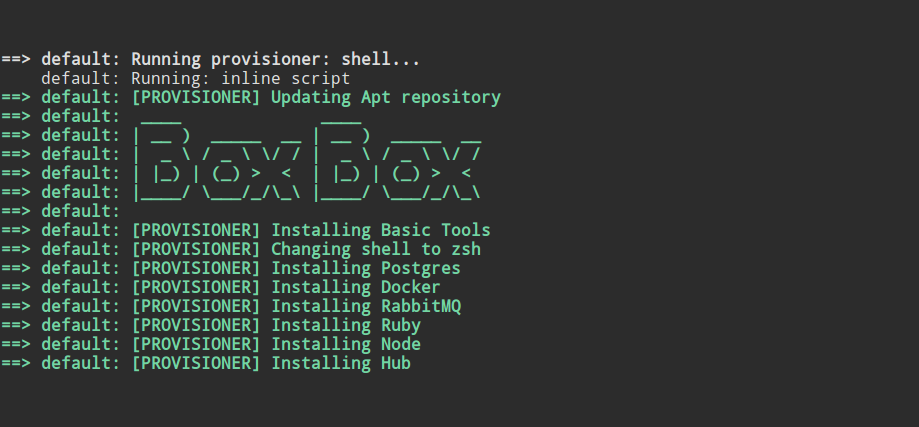 ==> default: Running provisioner: shell...
    default: Running: inline script
==> default: [PROVISIONER] Updating Apt repository
==> default:  ____              ____
==> default: | __ )  _____  __ | __ )  _____  __
==> default: |  _ \ / _ \ \/ / |  _ \ / _ \ \/ /
==> default: | |_) | (_) >  <  | |_) | (_) >  <
==> default: |____/ \___/_/\_\ |____/ \___/_/\_\
==> default:
==> default: [PROVISIONER] Installing Basic Tools
==> default: [PROVISIONER] Changing shell to zsh
==> default: [PROVISIONER] Installing Postgres
==> default: [PROVISIONER] Installing Docker
==> default: [PROVISIONER] Installing RabbitMQ
==> default: [PROVISIONER] Installing Ruby
==> default: [PROVISIONER] Installing Node
==> default: [PROVISIONER] Installing Hub